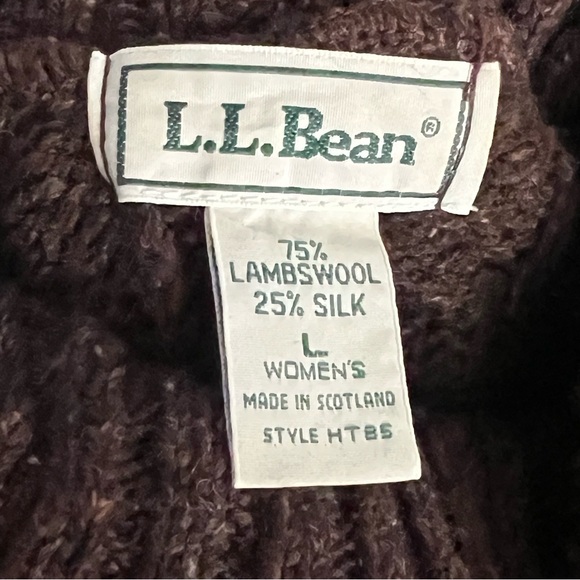 L.L.Bean®
75%
LAMBSWOOL
25% SILK
L
WOMEN'S
MADE IN SCOTLAND
STYLE HTBS